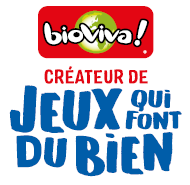 bioviva!
CRÉATEUR DE
JEUX QUI FONT
DU BIEN